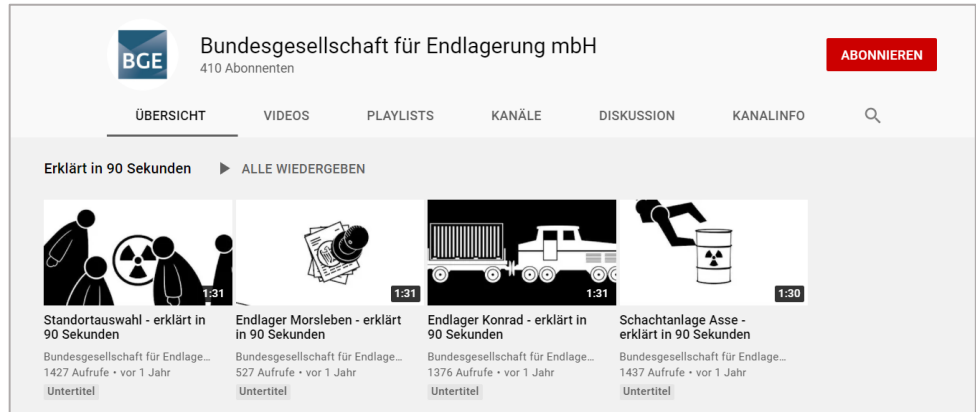 BGE
Bundesgesellschaft für Endlagerung mbH
410 Abonnenten
ABONNIEREN
ÜBERSICHT VIDEOS PLAYLISTS KANÄLE DISKUSSION KANALINFO
Erklärt in 90 Sekunden ALLE WIEDERGEBEN
1:31
Standortauswahl - erklärt in
90 Sekunden
Bundesgesellschaft für Endlage...
1427 Aufrufe • vor 1 Jahr
Untertitel
1:31
Endlager Morsleben - erklärt
in 90 Sekunden
Bundesgesellschaft für Endlage...
527 Aufrufe • vor 1 Jahr
Untertitel
1:31
Endlager Konrad - erklärt in
90 Sekunden
Bundesgesellschaft für Endlage...
1376 Aufrufe • vor 1 Jahr
Untertitel
1:30
Schachtanlage Asse -
erklärt in 90 Sekunden
Bundesgesellschaft für Endlage...
1437 Aufrufe • vor 1 Jahr
Untertitel